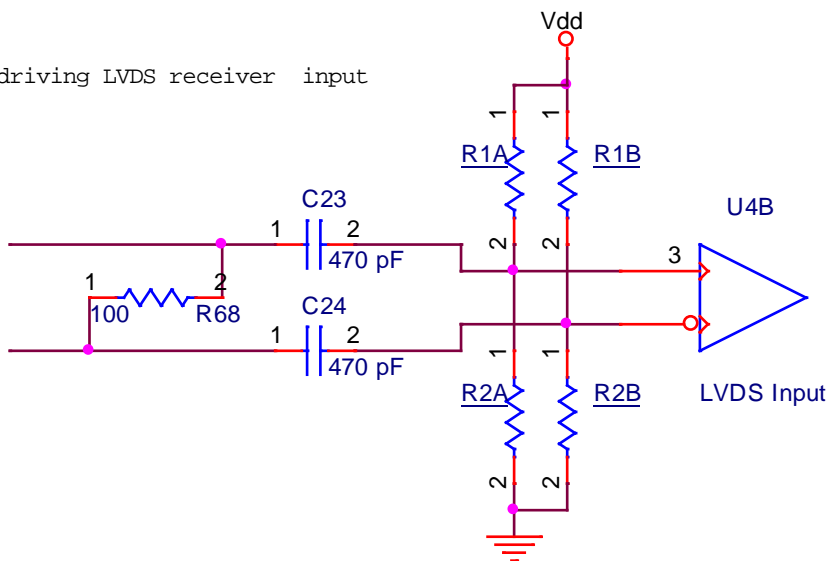 Vdd
driving LVDS receiver input
1 1
R1A R1B
C23
U4B
1 2
2 2
3
470 pF
1 2
100 R68
C24
1 2
1 1
470 pF
R2A R2B
LVDS Input
2 2